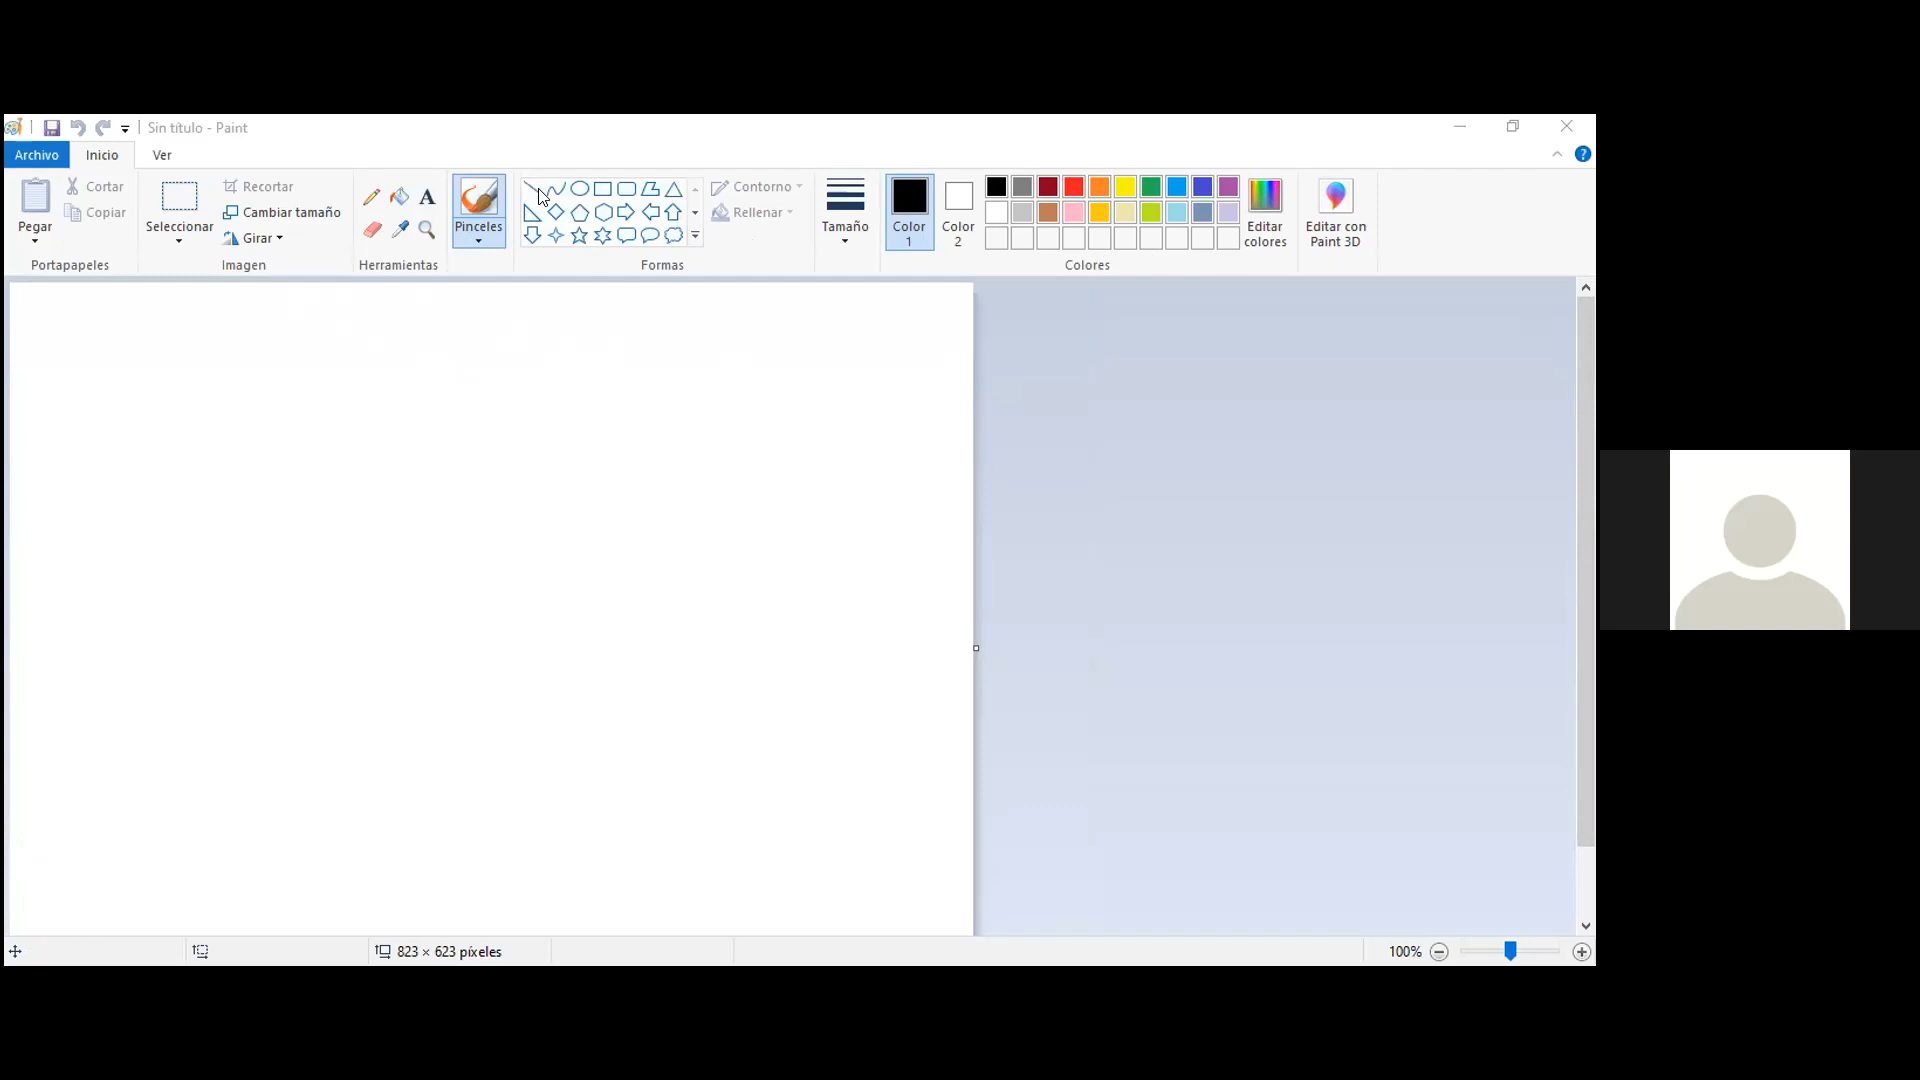 Sin título - Paint
Archivo Inicio Ver
Pegar
Cortar
Copiar
Portapapeles
Seleccionar
Recortar
Cambiar tamaño
Girar
Imagen
A
Herramientas
Pinceles
Contorno
Rellenar
Formas
Tamaño
Color
1
Color
2
Editar
colores
Colores
Editar con
Paint 3D
?
823 × 623 píxeles
100%